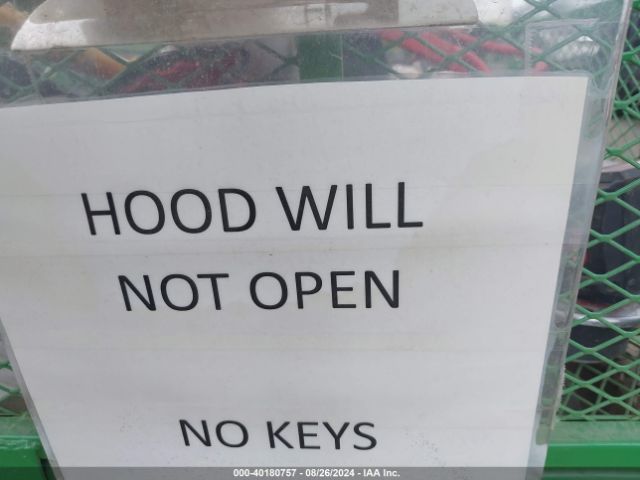 HOOD WILL
NOT OPEN
NO KEYS
000-40180757 - 08/26/2024 - IAA Inc.